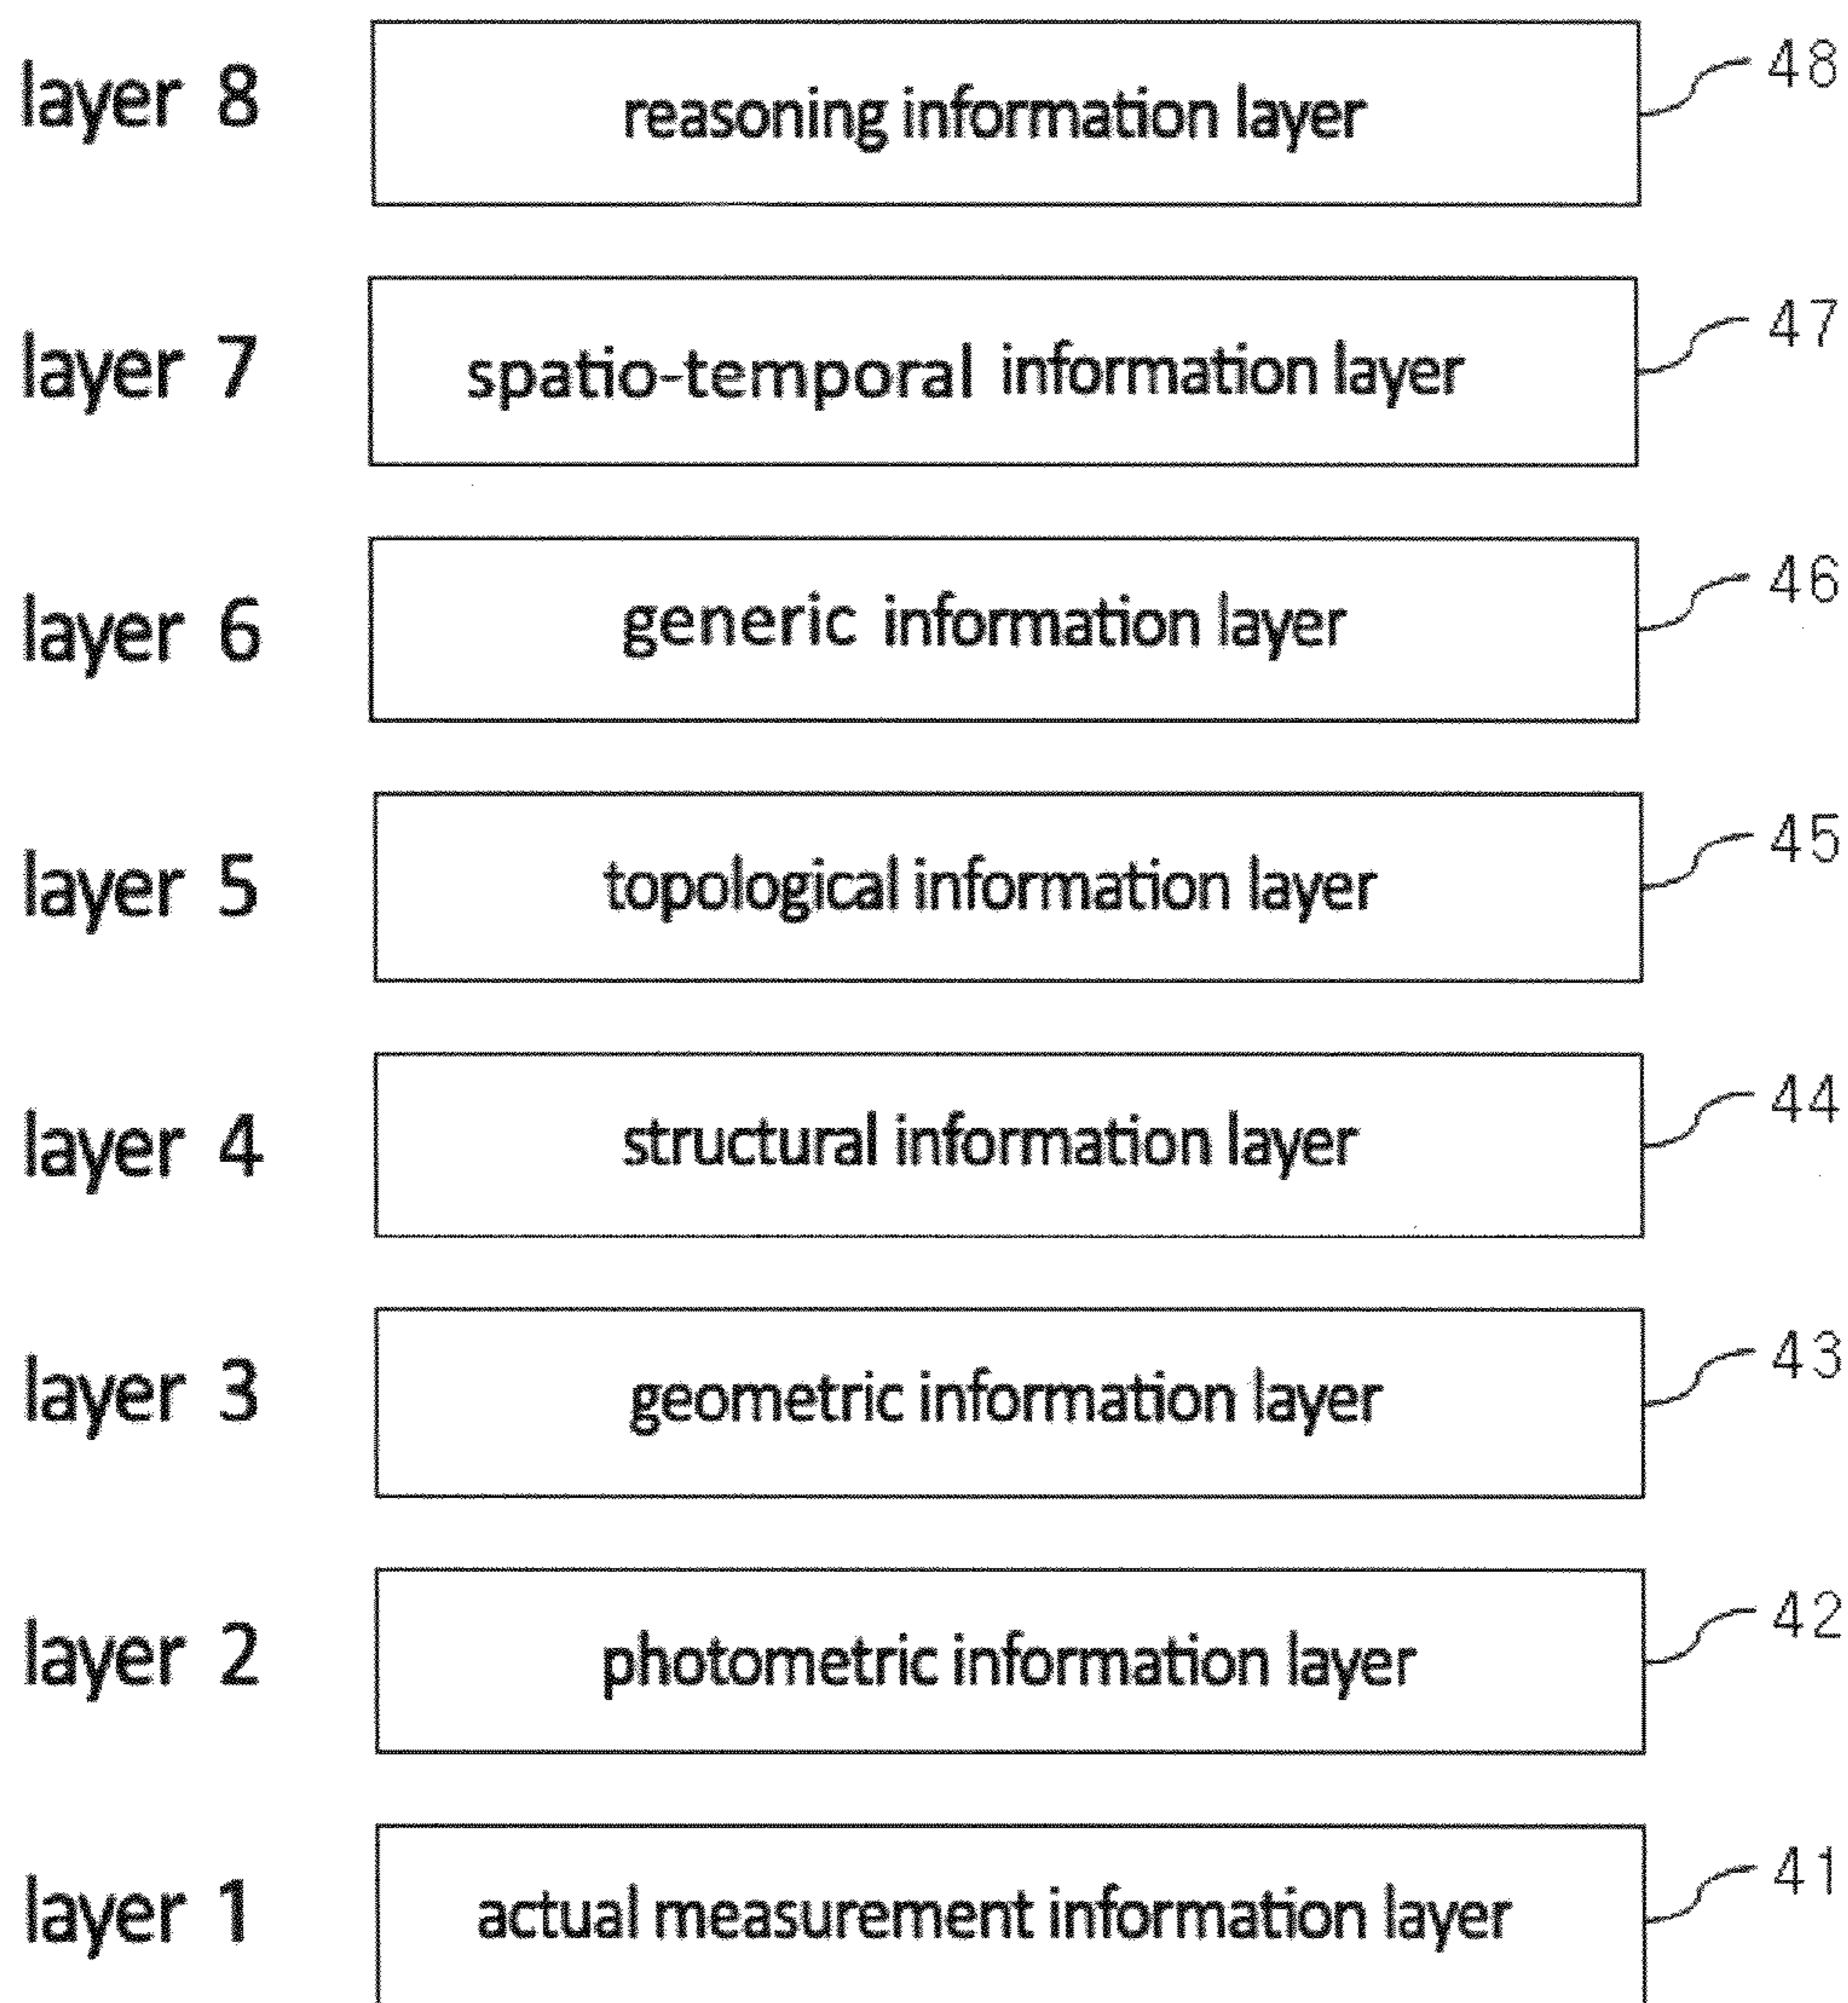 layer 8 reasoning information layer 48
layer 7 spatio-temporal information layer 47
layer 6 generic information layer 46
layer 5 topological information layer 45
layer 4 structural information layer 44
layer 3 geometric information layer 43
layer 2 photometric information layer 42
layer 1 actual measurement information layer 41